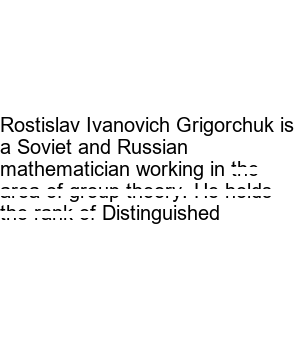 Rostislav Ivanovich Grigorchuk is
a Soviet and Russian
mathematician working in the
area of group theory. He holds
the rank of Distinguished